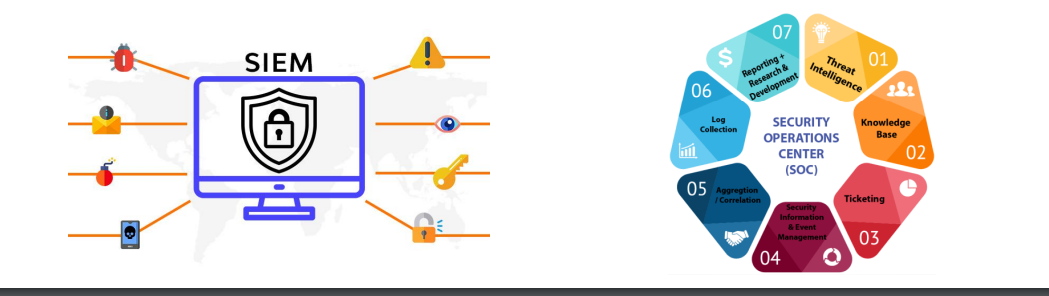 SIEM
07
Reporting +
Research &
Development
01
Threat
Intelligence
Knowledge
Base
02
Ticketing
03
Security
Information
& Event
Management
04
05
Aggregtion
/ Correlation
06
Log
Collection
SECURITY
OPERATIONS
CENTER
(SOC)